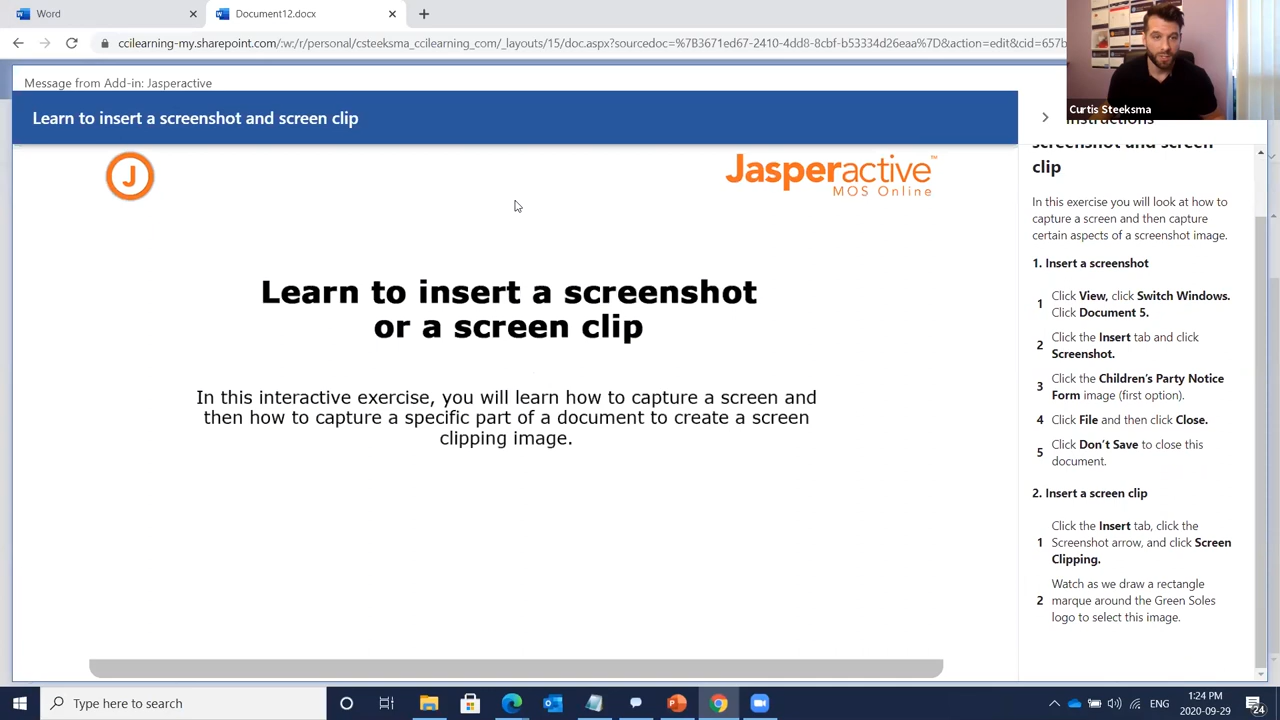 Word
Document12.docx
ccilearning-my.sharepoint.com/:w:/r/personal/csteeksma_ccilearning_com/_layouts/15/doc.aspx?sourcedoc=%7B3671ed67-2410-4dd8-8cbf-b53334d26eaa%7D&action=edit&cid=657b
Message from Add-in: Jasperactive
Curtis Steeksma
Learn to insert a screenshot and screen clip
Instructions
screenshot and screen
clip
J
Jasperactive™
MOS Online
In this exercise you will look at how to
capture a screen and then capture
certain aspects of a screenshot image.
1. Insert a screenshot
1 Click View, click Switch Windows.
Click Document 5.
2 Click the Insert tab and click
Screenshot.
3 Click the Children's Party Notice
Form image (first option).
4 Click File and then click Close.
5 Click Don't Save to close this
document.
2. Insert a screen clip
1 Click the Insert tab, click the
Screenshot arrow, and click Screen
Clipping.
2 Watch as we draw a rectangle
marque around the Green Soles
logo to select this image.
Learn to insert a screenshot
or a screen clip
In this interactive exercise, you will learn how to capture a screen and
then how to capture a specific part of a document to create a screen
clipping image.
Type here to search
ENG
1:24 PM
2020-09-29
24